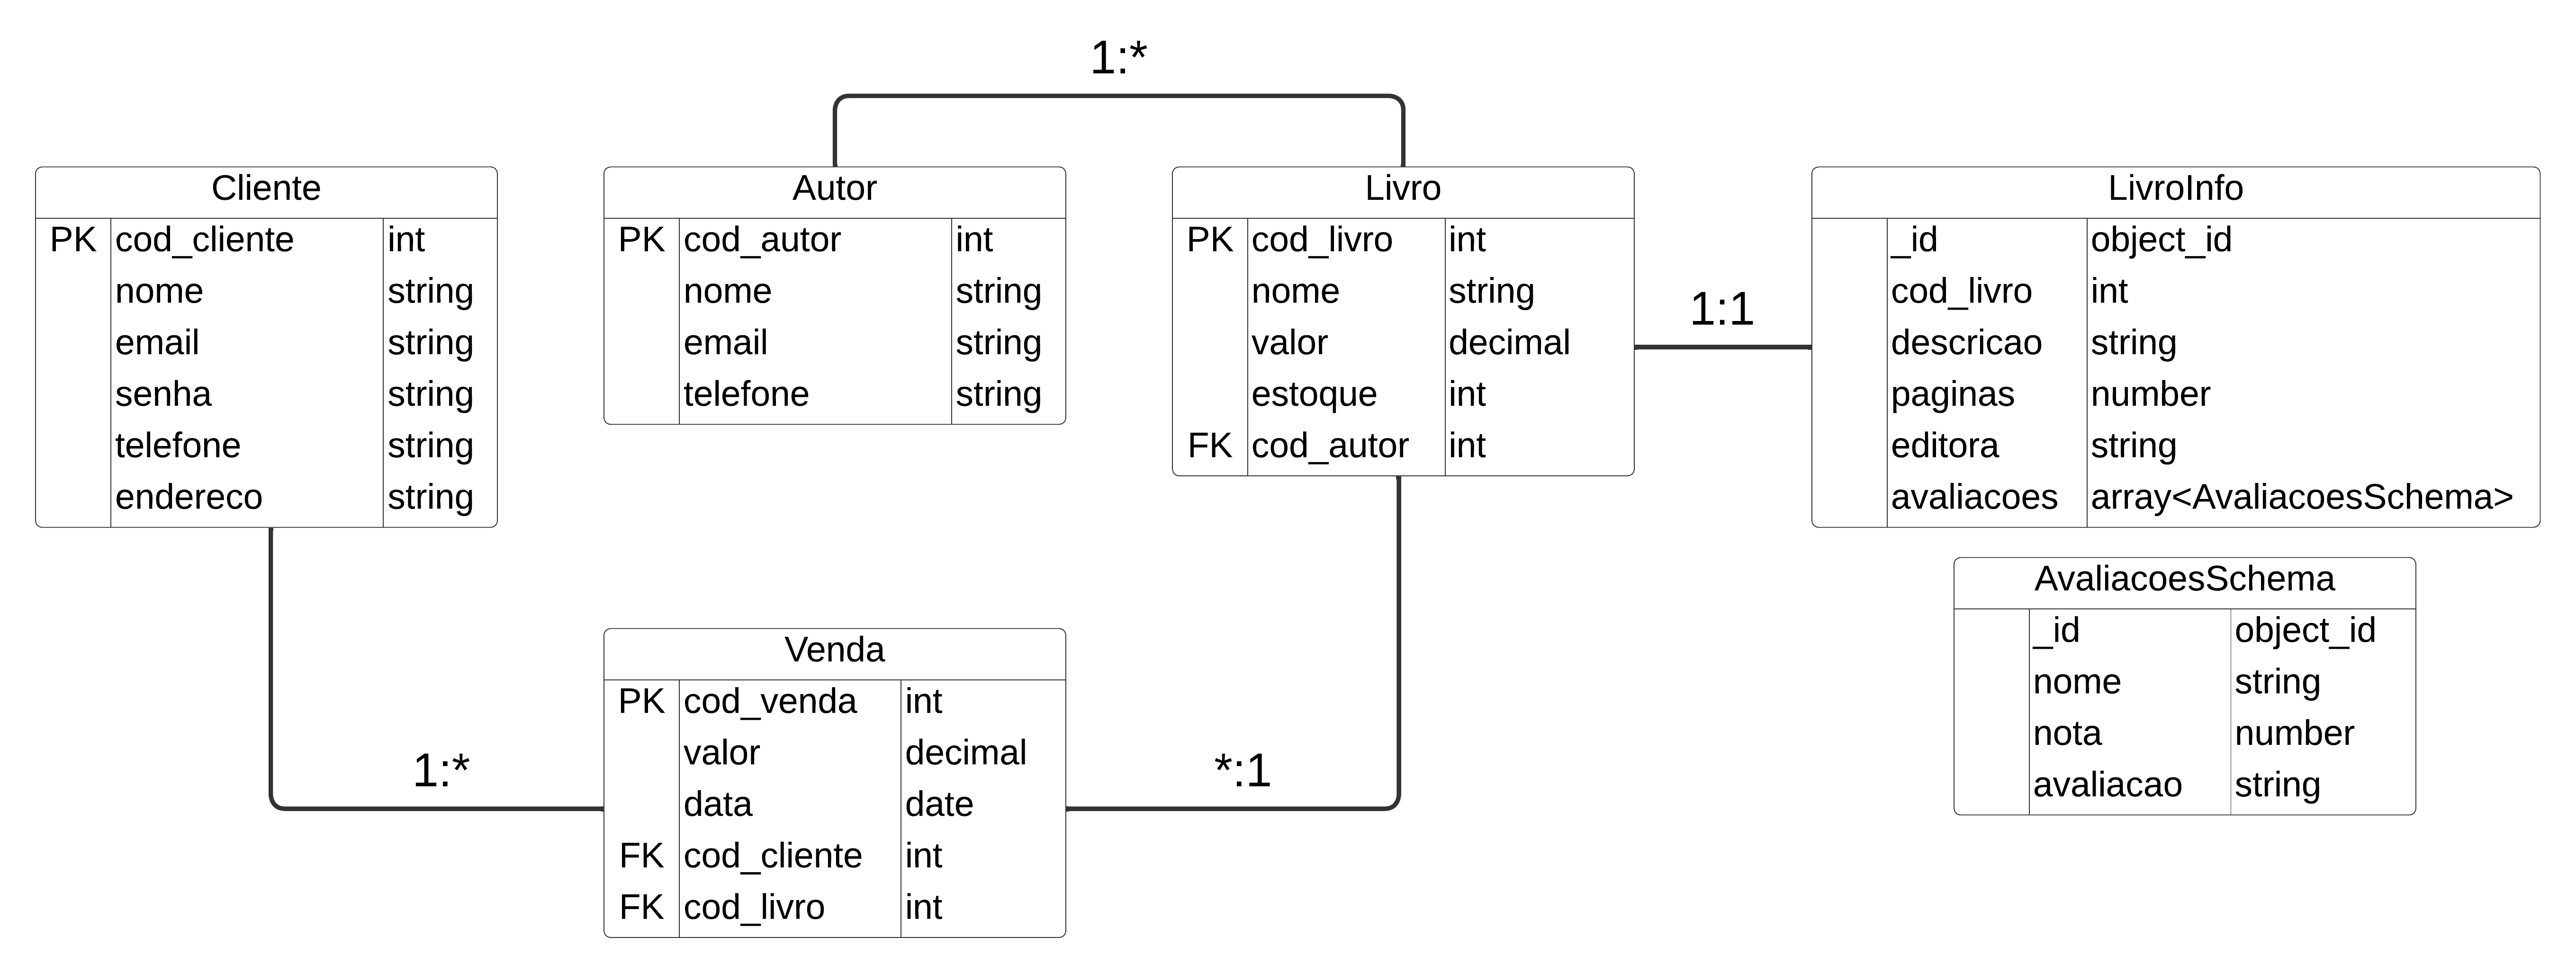 1:*
Cliente
PK cod_cliente int
nome string
email string
senha string
telefone string
endereco string
Autor
PK cod_autor int
nome string
email string
telefone string
Livro
PK cod_livro int
nome string
valor decimal
estoque int
FK cod_autor int
1:1
LivroInfo
_id object_id
cod_livro int
descricao string
paginas number
editora string
avaliacoes array<AvaliacoesSchema>
AvaliacoesSchema
_id object_id
nome string
nota number
avaliacao string
1:*
Venda
PK cod_venda int
valor decimal
data date
FK cod_cliente int
FK cod_livro int
*:1